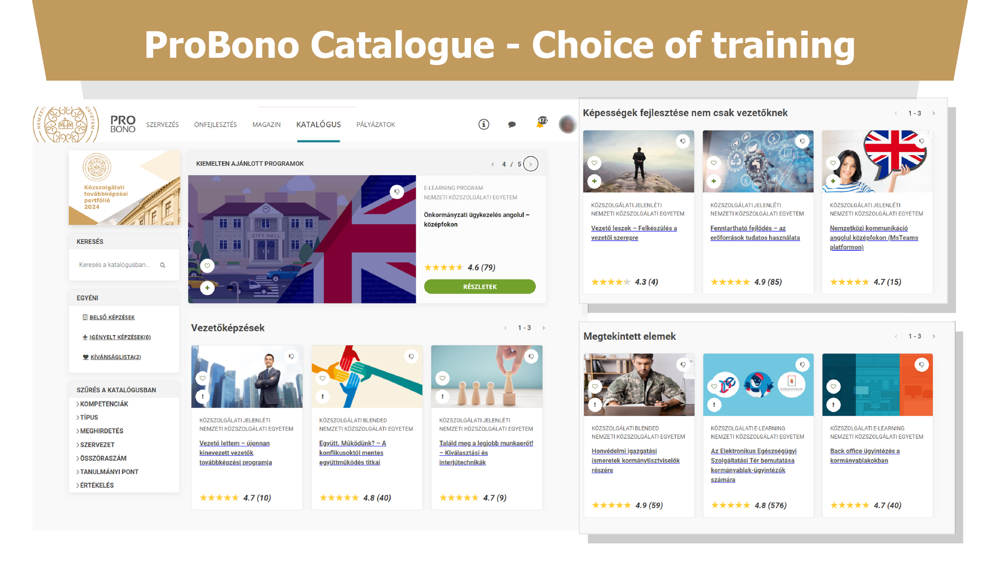 ProBono Catalogue - Choice of training
NEMZETI
EGYETEM
PRO
BONO
SZERVEZÉS
ÖNFEJLESZTÉS
MAGAZIN
KATALÓGUS
PÁLYÁZATOK
472
Közszolgálati
továbbképzési
portfólió
2024
KERESÉS
Keresés a katalógusban...
EGYÉNI
BELSŐ KÉPZÉSEK
IGÉNYELT KÉPZÉSEK(0)
KÍVÁNSÁGLISTA(2)
SZŰRÉS A KATALÓGUSBAN
KOMPETENCIÁK
TÍPUS
MEGHIRDETÉS
SZERVEZET
ÖSSZÓRASZÁM
TANULMÁNYI PONT
ÉRTÉKELÉS
KIEMELTEN AJÁNLOTT PROGRAMOK
4 / 5
CITY HALL
E-LEARNING PROGRAM
NEMZETI KÖZSZOLGÁLATI EGYETEM
Önkormányzati ügykezelés angolul –
középfokon
4.6 (79)
RÉSZLETEK
Vezetőképzések
1 - 3
KÖZSZOLGÁLATI JELENLÉTI
NEMZETI KÖZSZOLGÁLATI EGYETEM
Vezető lettem – újonnan
kinevezett vezetők
továbbképzési programja
4.7 (10)
KÖZSZOLGÁLATI BLENDED
NEMZETI KÖZSZOLGÁLATI EGYETEM
Együtt. Működünk? – A
konfliksuoktól mentes
együttműködés titkai
4.8 (40)
KÖZSZOLGÁLATI JELENLÉTI
NEMZETI KÖZSZOLGÁLATI EGYETEM
Találd meg a legjobb munkaerőt!
– Kiválasztási és
interjútechnikák
4.7 (9)
Képességek fejlesztése nem csak vezetőknek
1 - 3
KÖZSZOLGÁLATI JELENLÉTI
NEMZETI KÖZSZOLGÁLATI EGYETEM
Vezető leszek – Felkészülés a
vezetői szerepre
4.3 (4)
KÖZSZOLGÁLATI JELENLÉTI
NEMZETI KÖZSZOLGÁLATI EGYETEM
Fenntartható fejlődés – az
erőforrások tudatos használata
4.9 (85)
KÖZSZOLGÁLATI JELENLÉTI
NEMZETI KÖZSZOLGÁLATI EGYETEM
Nemzetközi kommunikáció
angolul középfokon (MsTeams
platformon)
4.7 (15)
Megtekintett elemek
1 - 3
KÖZSZOLGÁLATI BLENDED
NEMZETI KÖZSZOLGÁLATI EGYETEM
Honvédelmi igazgatási
ismeretek kormánytisztviselők
részére
4.9 (59)
KORMÁNYABLAK
KÖZSZOLGÁLATI E-LEARNING
NEMZETI KÖZSZOLGÁLATI EGYETEM
Az Elektronikus Egészségügyi
Szolgáltatási Tér bemutatása
kormányablak-ügyintézők
számára
4.8 (576)
KÖZSZOLGÁLATI E-LEARNING
NEMZETI KÖZSZOLGÁLATI EGYETEM
Back office ügyintézés a
kormányablakokban
4.7 (40)